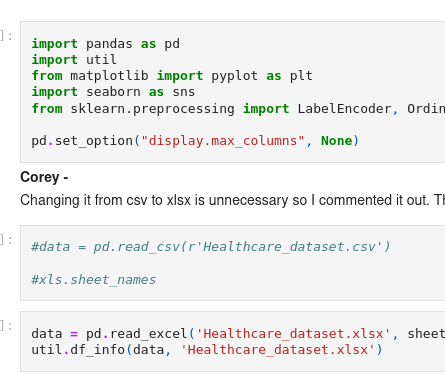 ]:
import pandas as pd
import util
from matplotlib import pyplot as plt
import seaborn as sns
from sklearn.preprocessing import LabelEncoder,
pd.set_option("display.max_columns", None)
Corey -
Changing it from csv to xlsx is unnecessary so I commented it out.
]:
#data = pd.read_csv(r'Healthcare_dataset.csv')
#xls.sheet_names
]:
data = pd.read_excel('Healthcare_dataset.xlsx', sheet
util.df_info(data, 'Healthcare_dataset.xlsx')